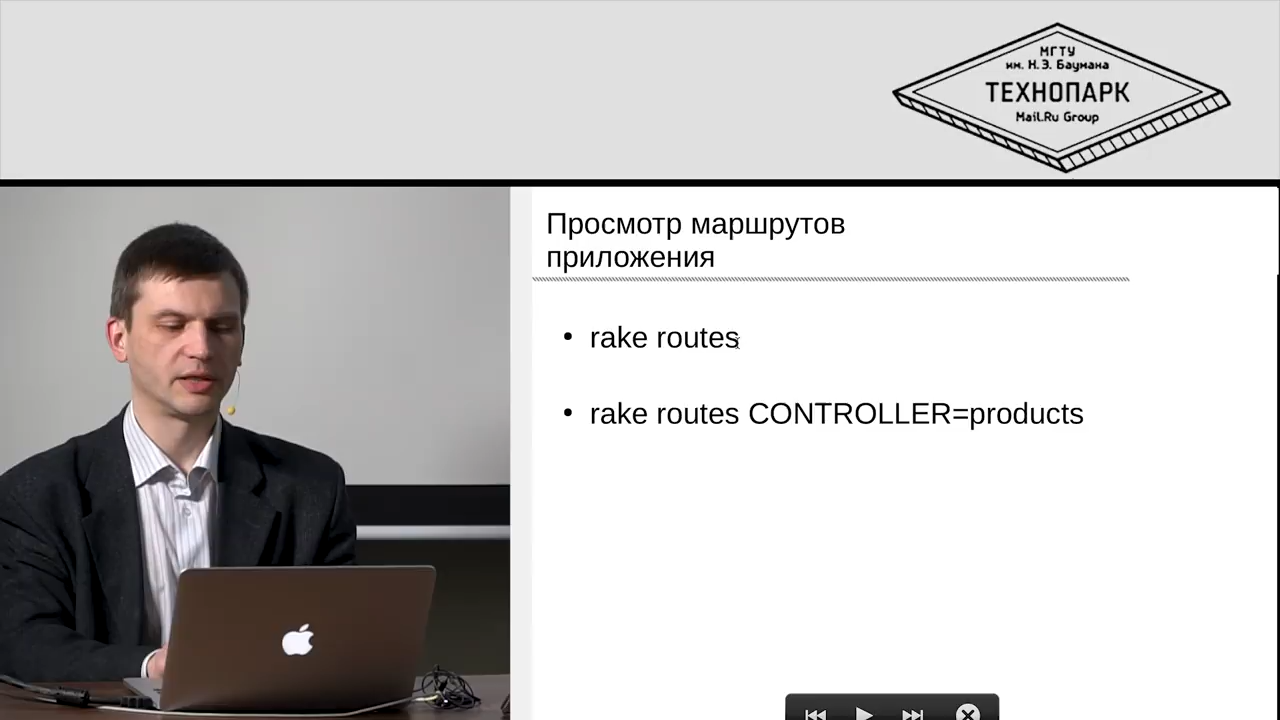 МГТУ
им. Н.Э. Баумана
ТЕХНОПАРК
Mail.Ru Group
Просмотр маршрутов
приложения
• rake routes
• rake routes CONTROLLER=products